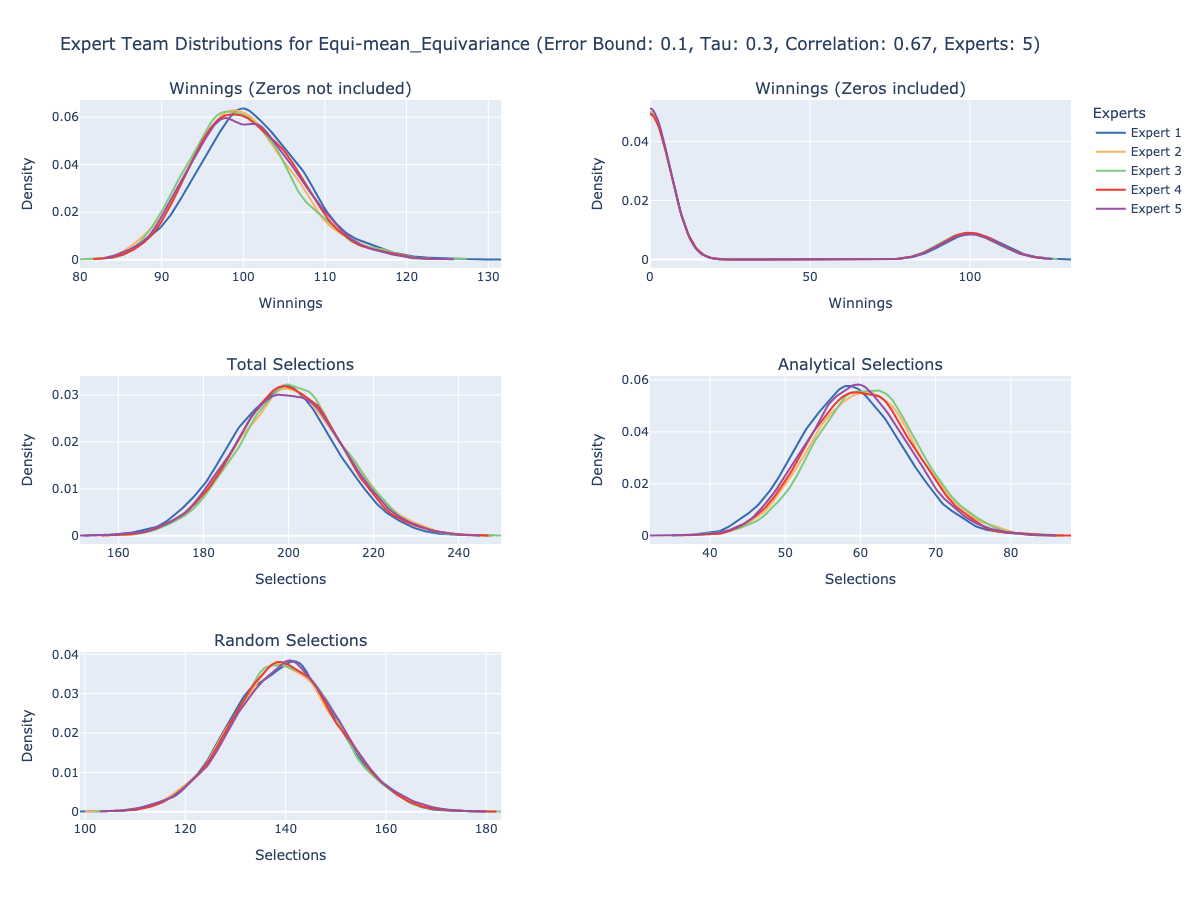 Expert Team Distributions for Equi-mean_Equivariance (Error Bound: 0.1, Tau: 0.3, Correlation: 0.67, Experts: 5)
Winnings (Zeros not included)
0.06
0.04
0.02
0
Density
80 90 100 110 120 130
Winnings
Winnings (Zeros included)
0.04
0.02
0
Density
0 50 100
Winnings
Experts
Expert 1
Expert 2
Expert 3
Expert 4
Expert 5
Total Selections
0.03
0.02
0.01
0
Density
160 180 200 220 240
Selections
Analytical Selections
0.06
0.04
0.02
0
Density
40 50 60 70 80
Selections
Random Selections
0.04
0.03
0.02
0.01
0
Density
100 120 140 160 180
Selections